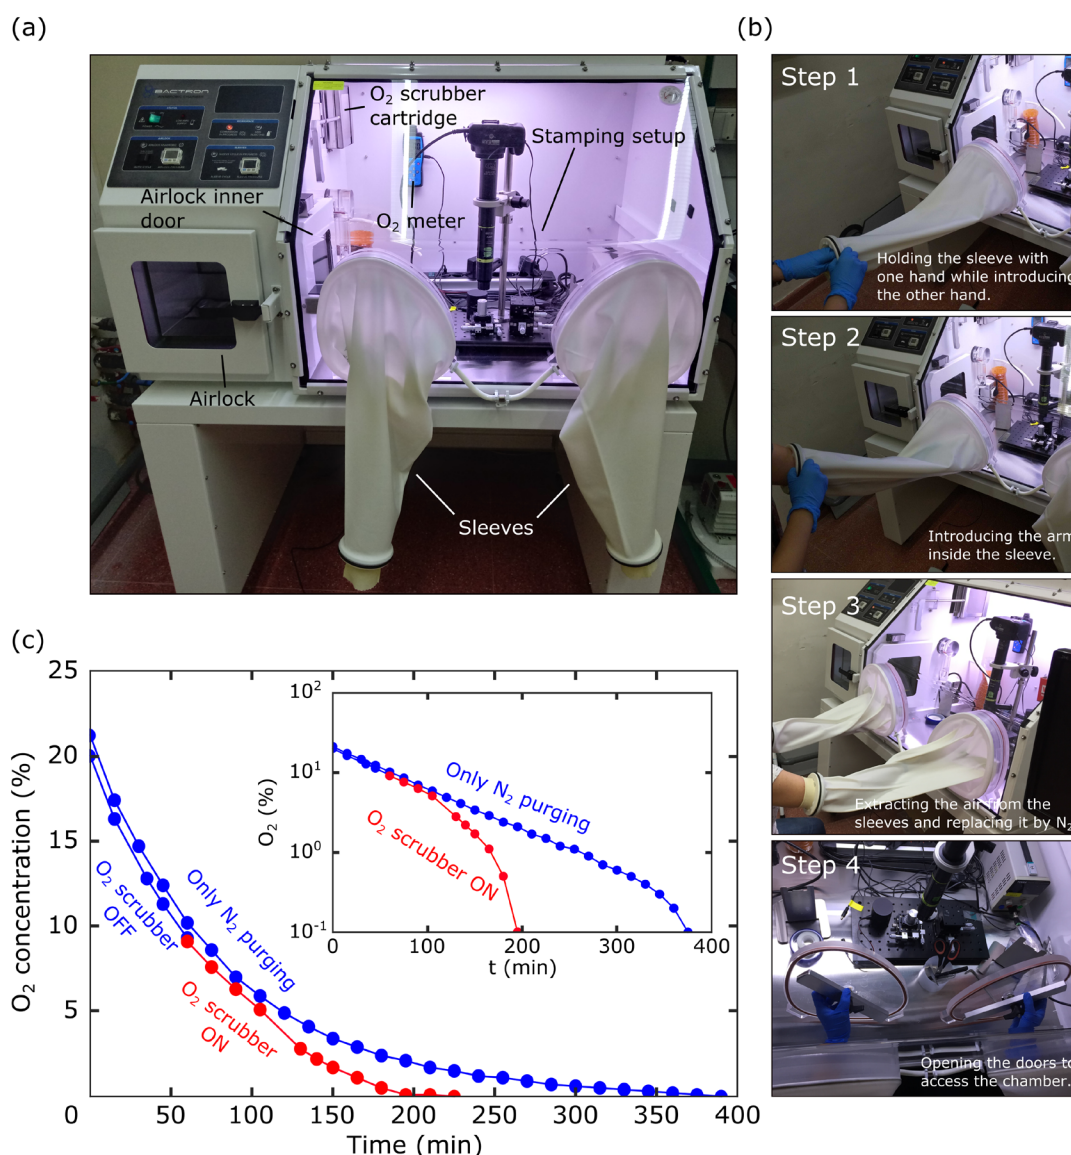 (a)
BACTRON
O₂ scrubber
cartridge
Stamping setup
Airlock inner
door
O₂ meter
Airlock
Sleeves
(b)
Step 1
Holding the sleeve with
one hand while introducing
the other hand.
Step 2
Introducing the arm
inside the sleeve.
Step 3
Extracting the air from the
sleeves and replacing it by N₂
Step 4
Opening the doors to
access the chamber.
(c)
O₂ concentration (%)
25
20
15
10
5
0
0 50 100 150 200 250 300 350 400
Time (min)
O₂ scrubber
OFF
Only N₂ purging
O₂ scrubber
ON
O₂ (%)
10²
10¹
10⁰
10⁻¹
0 100 200 300 400
t (min)
Only N₂ purging
O₂ scrubber ON